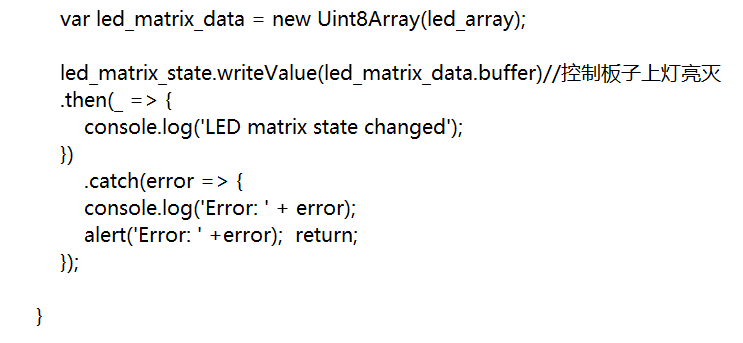 var led_matrix_data = new Uint8Array(led_array);
led_matrix_state.writeValue(led_matrix_data.buffer)//控制板子上灯亮灭
.then(_ => {
console.log('LED matrix state changed');
})
.catch(error => {
console.log('Error: ' + error);
alert('Error: ' +error);  return;
});
}